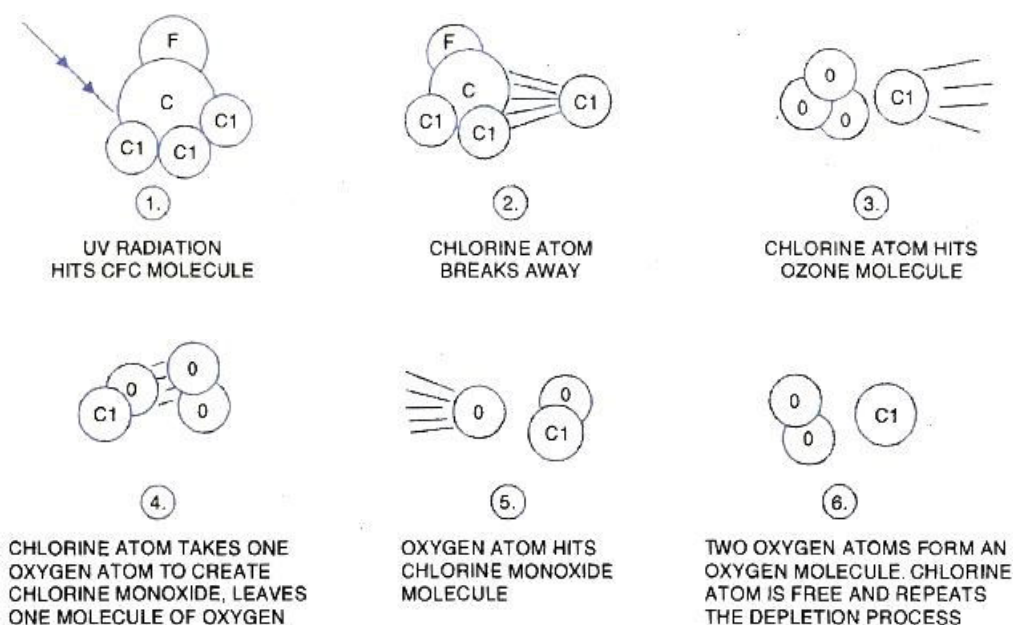 F
C
C1
C1
C1
1.
UV RADIATION
HITS CFC MOLECULE
F
C
C1
C1
C1
2.
CHLORINE ATOM
BREAKS AWAY
0
0
0
C1
3.
CHLORINE ATOM HITS
OZONE MOLECULE
0
0
C1
0
4.
CHLORINE ATOM TAKES ONE
OXYGEN ATOM TO CREATE
CHLORINE MONOXIDE, LEAVES
ONE MOLECULE OF OXYGEN
0
0
C1
5.
OXYGEN ATOM HITS
CHLORINE MONOXIDE
MOLECULE
0
0
C1
6.
TWO OXYGEN ATOMS FORM AN
OXYGEN MOLECULE. CHLORINE
ATOM IS FREE AND REPEATS
THE DEPLETION PROCESS